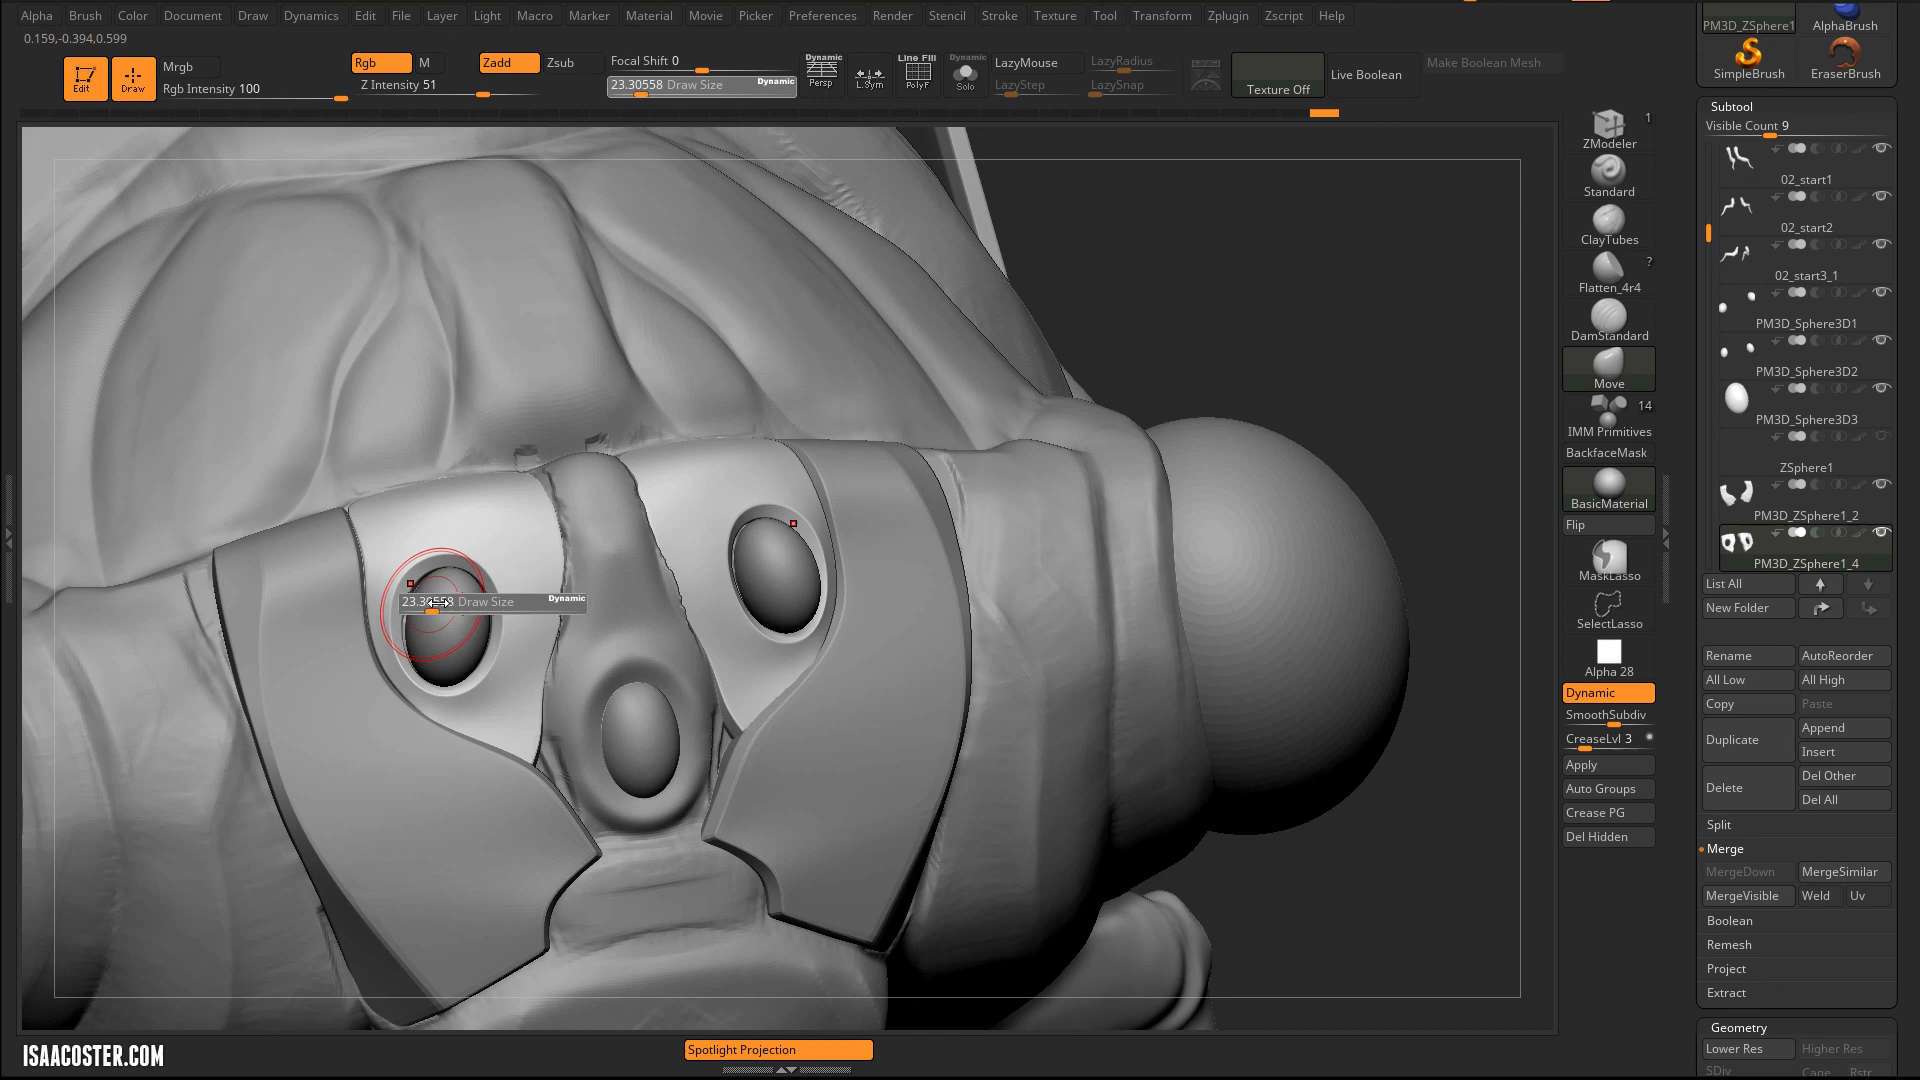 Alpha Brush Color Document Draw Dynamics Edit File Layer Light Macro Marker Material Movie Picker Preferences Render Stencil Stroke Texture Tool Transform Zplugin Zscript Help
0.159,-0.394,0.599
Edit
Draw
Mrgb
Rgb Intensity 100
Rgb
M
Z Intensity 51
Zadd
Zsub
Focal Shift 0
23.30558 Draw Size Dynamic
Dynamic
Persp
L.Sym
Line Fill
PolyF
Dynamic
Solo
LazyMouse
LazyStep
LazyRadius
LazySnap
Texture Off
Live Boolean
Make Boolean Mesh
Draw Size Dynamic
1
ZModeler
Standard
ClayTubes
?
Flatten_4r4
DamStandard
Move
14
IMM Primitives
BackfaceMask
BasicMaterial
Flip
MaskLasso
SelectLasso
Alpha 28
Dynamic
SmoothSubdiv
CreaseLvl 3
Apply
Auto Groups
Crease PG
Del Hidden
PM3D_ZSphere1
AlphaBrush
SimpleBrush
EraserBrush
Subtool
Visible Count 9
02_start1
02_start2
02_start3_1
PM3D_Sphere3D1
PM3D_Sphere3D2
PM3D_Sphere3D3
ZSphere1
PM3D_ZSphere1_2
PM3D_ZSphere1_4
List All
New Folder
Rename
AutoReorder
All Low
All High
Copy
Paste
Duplicate
Append
Insert
Delete
Del Other
Del All
Split
Merge
MergeDown
MergeSimilar
MergeVisible
Weld
Uv
Boolean
Remesh
Project
Extract
Geometry
Lower Res
Higher Res
SDiv
Cage
Rstr
ISAACOSTER.COM
Spotlight Projection